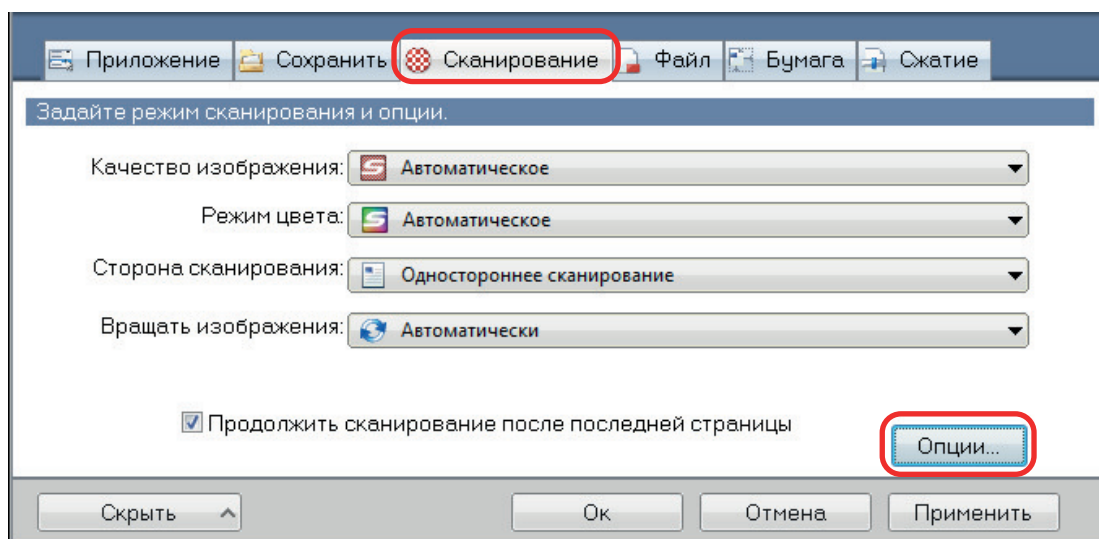 Приложение Сохранить Сканирование Файл Бумага Сжатие
Задайте режим сканирования и опции.
Качество изображения: Автоматическое
Режим цвета: Автоматическое
Сторона сканирования: Одностороннее сканирование
Вращать изображения: Автоматически
Продолжить сканирование после последней страницы
Опции...
Скрыть Ок Отмена Применить